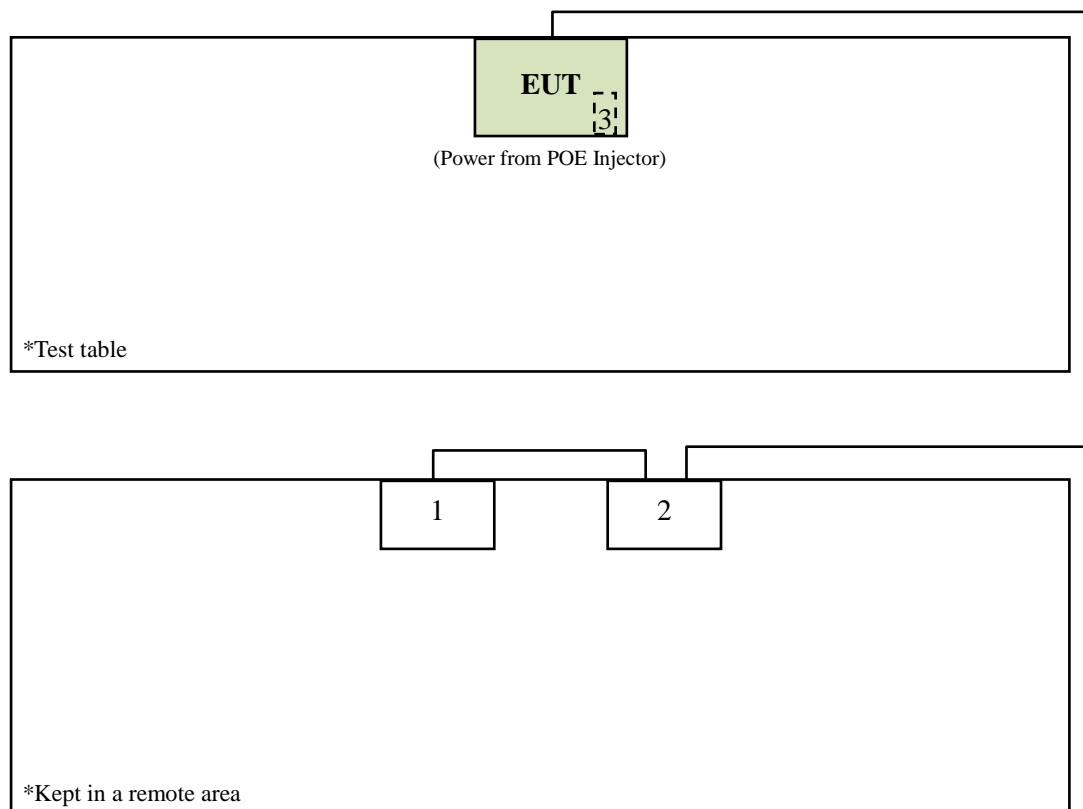 EUT
3
(Power from POE Injector)
*Test table
1 2
*Kept in a remote area